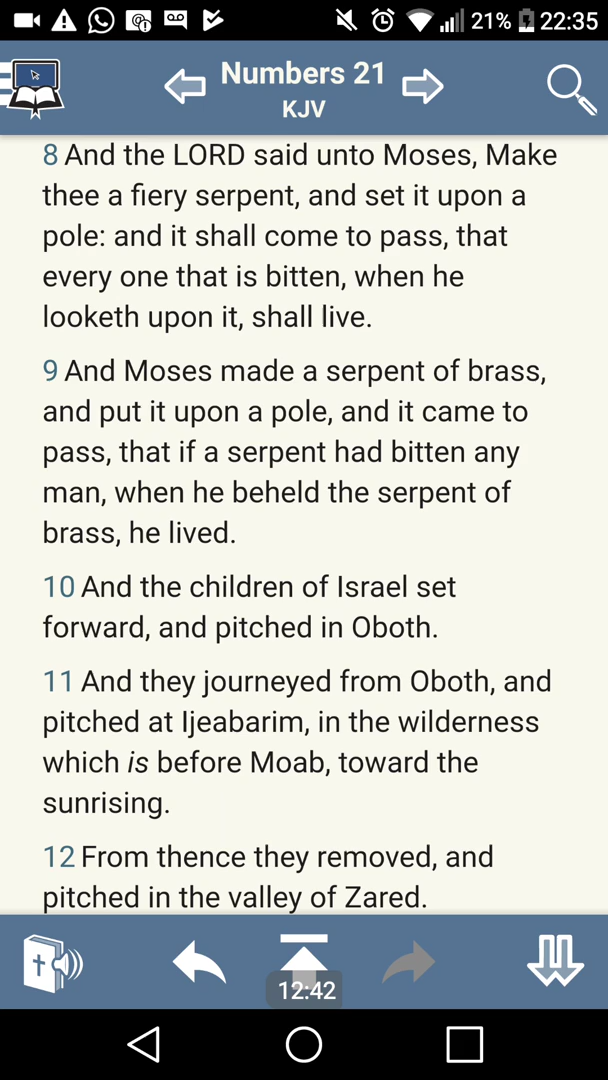 21% 22:35
Numbers 21
KJV
8 And the LORD said unto Moses, Make
thee a fiery serpent, and set it upon a
pole: and it shall come to pass, that
every one that is bitten, when he
looketh upon it, shall live.
9 And Moses made a serpent of brass,
and put it upon a pole, and it came to
pass, that if a serpent had bitten any
man, when he beheld the serpent of
brass, he lived.
10 And the children of Israel set
forward, and pitched in Oboth.
11 And they journeyed from Oboth, and
pitched at Ijeabarim, in the wilderness
which is before Moab, toward the
sunrising.
12 From thence they removed, and
pitched in the valley of Zared.
12:42